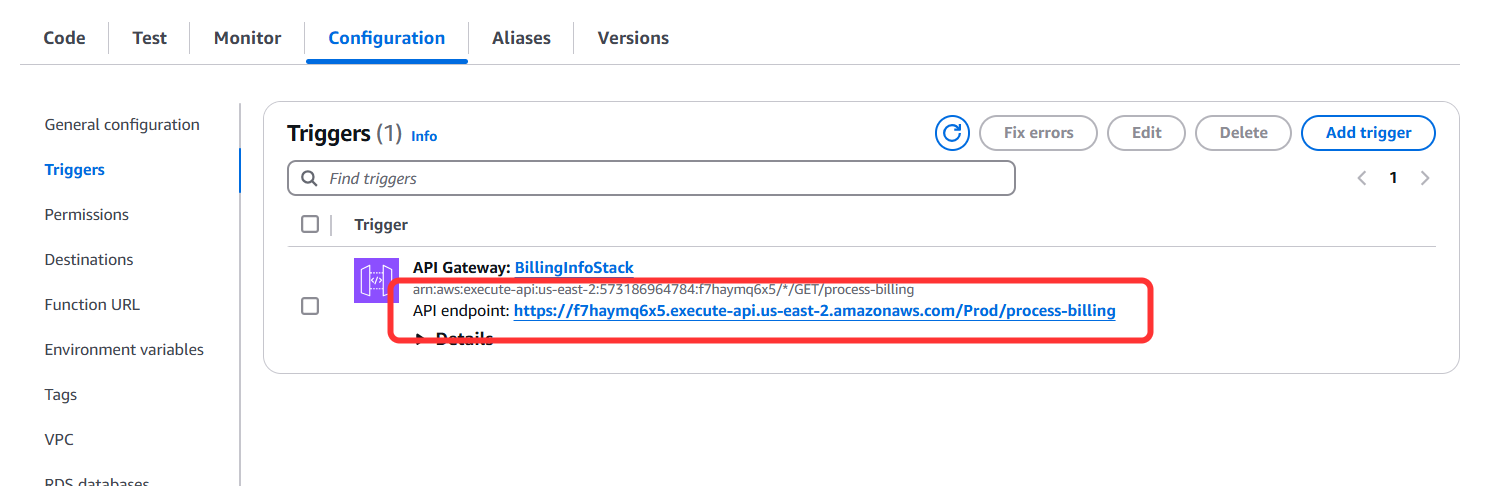 Code Test Monitor Configuration Aliases Versions
General configuration
Triggers
Permissions
Destinations
Function URL
Environment variables
Tags
VPC
RDS databases
Triggers (1) Info
Fix errors Edit Delete Add trigger
Find triggers
1
Trigger
API Gateway: BillingInfoStack
arn:aws:execute-api:us-east-2:573186964784:f7haymq6x5/*/GET/process-billing
API endpoint: https://f7haymq6x5.execute-api.us-east-2.amazonaws.com/Prod/process-billing
Details